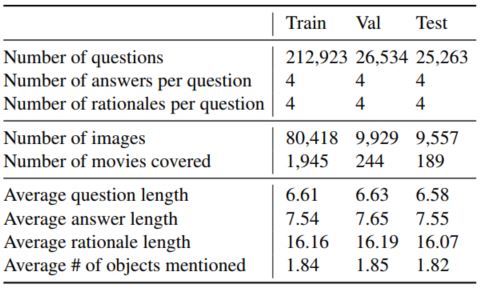 Train Val Test
Number of questions 212,923 26,534 25,263
Number of answers per question 4 4 4
Number of rationales per question 4 4 4
Number of images 80,418 9,929 9,557
Number of movies covered 1,945 244 189
Average question length 6.61 6.63 6.58
Average answer length 7.54 7.65 7.55
Average rationale length 16.16 16.19 16.07
Average # of objects mentioned 1.84 1.85 1.82